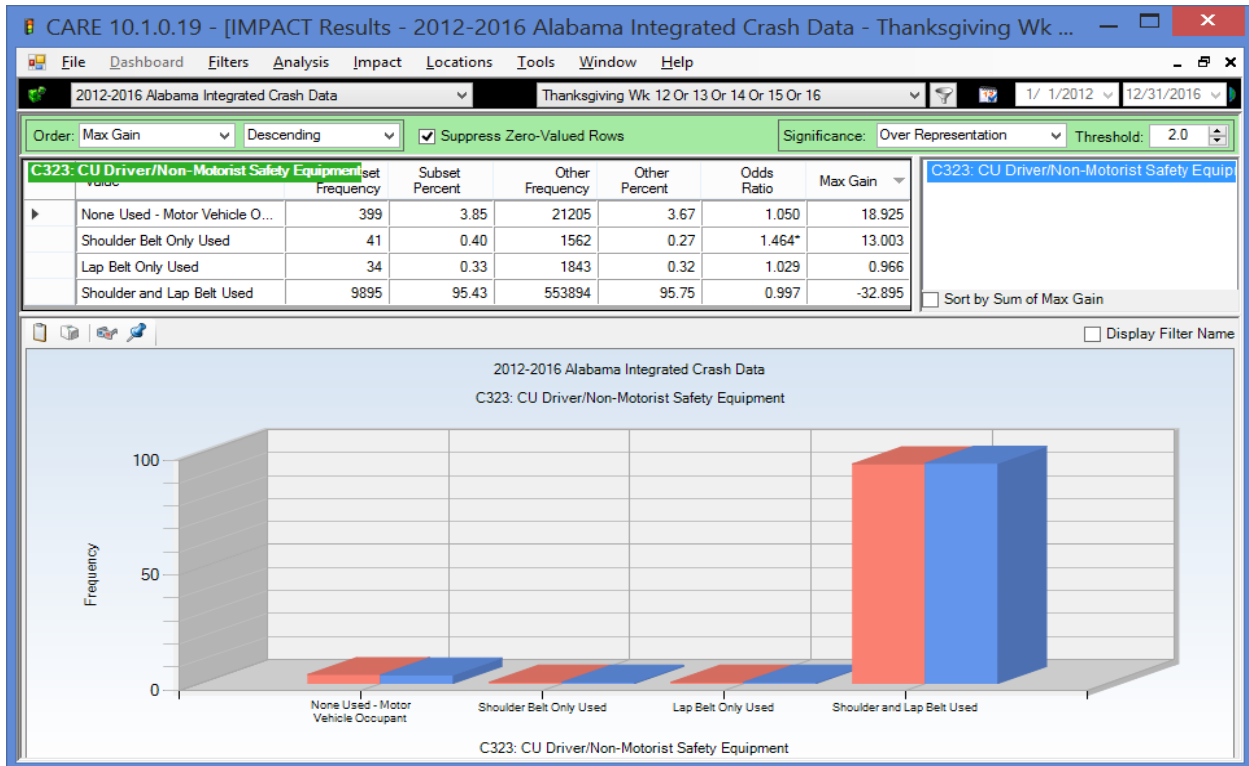 CARE 10.1.0.19 - [IMPACT Results - 2012-2016 Alabama Integrated Crash Data - Thanksgiving Wk ...
File Dashboard Filters Analysis Impact Locations Tools Window Help
2012-2016 Alabama Integrated Crash Data Thanksgiving Wk 12 Or 13 Or 14 Or 15 Or 16 1/ 1/2012 12/31/2016
Order: Max Gain Descending Suppress Zero-Valued Rows Significance: Over Representation Threshold: 2.0
C323: CU Driver/Non-Motorist Safety Equipment
Frequency Subset Percent Other Frequency Other Percent Odds Ratio Max Gain
C323: CU Driver/Non-Motorist Safety Equip
None Used - Motor Vehicle O... 399 3.85 21205 3.67 1.050 18.925
Shoulder Belt Only Used 41 0.40 1562 0.27 1.464* 13.003
Lap Belt Only Used 34 0.33 1843 0.32 1.029 0.966
Shoulder and Lap Belt Used 9895 95.43 553894 95.75 0.997 -32.895
Sort by Sum of Max Gain
Display Filter Name
2012-2016 Alabama Integrated Crash Data
C323: CU Driver/Non-Motorist Safety Equipment
100
50
0
Frequency
None Used - Motor
Vehicle Occupant
Shoulder Belt Only Used
Lap Belt Only Used
Shoulder and Lap Belt Used
C323: CU Driver/Non-Motorist Safety Equipment